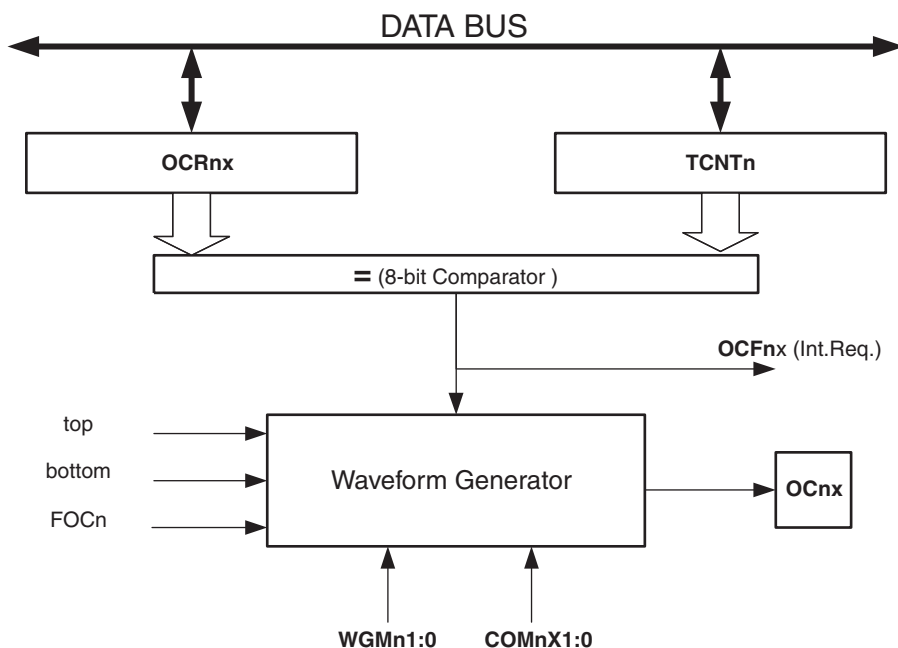 DATA BUS
OCRnx
TCNTn
= (8-bit Comparator )
OCFnx (Int.Req.)
top
bottom
FOCn
Waveform Generator
OCnx
WGMn1:0
COMnX1:0